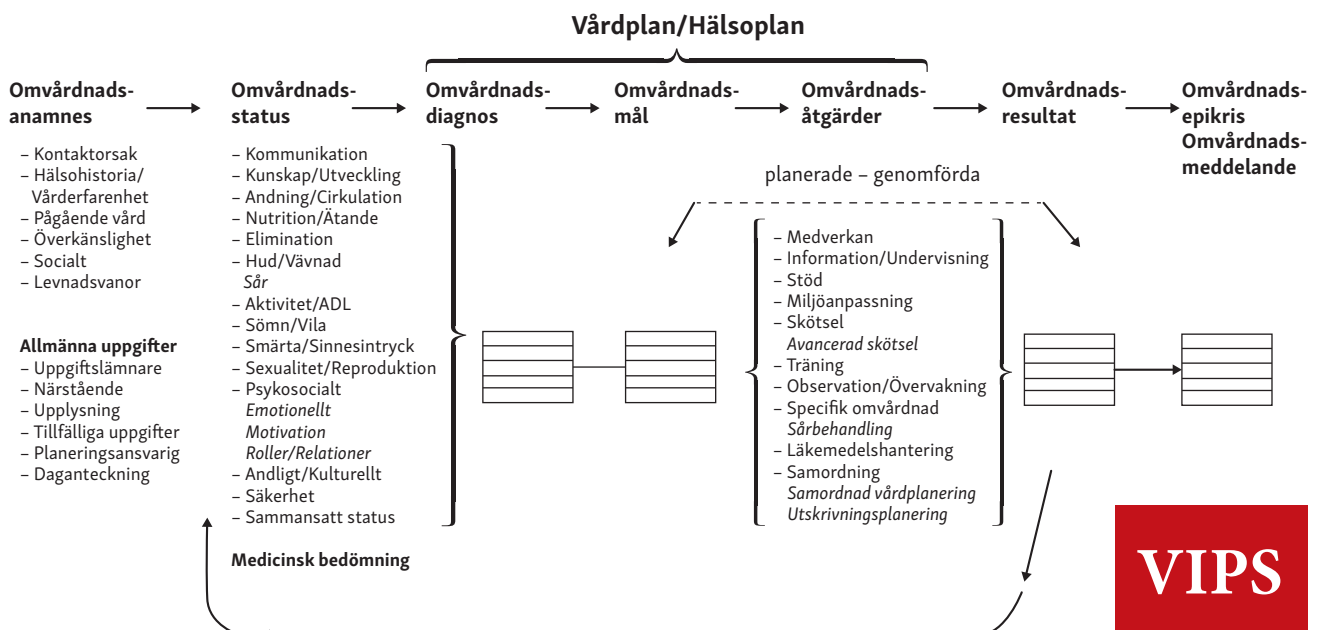 Vårdplan/Hälsoplan
Omvårdnads-
anamnes
– Kontaktorsak
– Hälsohistoria/
Vårderfarenhet
– Pågående vård
– Överkänslighet
– Socialt
– Levnadsvanor
Allmänna uppgifter
– Uppgiftslämnare
– Närstående
– Upplysning
– Tillfälliga uppgifter
– Planeringsansvarig
– Daganteckning
Omvårdnads-
status
– Kommunikation
– Kunskap/Utveckling
– Andning/Cirkulation
– Nutrition/Ätande
– Elimination
– Hud/Vävnad
Sår
– Aktivitet/ADL
– Sömn/Vila
– Smärta/Sinnesintryck
– Sexualitet/Reproduktion
– Psykosocialt
Emotionellt
Motivation
Roller/Relationer
– Andligt/Kulturellt
– Säkerhet
– Sammansatt status
Medicinsk bedömning
Omvårdnads-
diagnos
Omvårdnads-
mål
Omvårdnads-
åtgärder
planerade – genomförda
– Medverkan
– Information/Undervisning
– Stöd
– Miljöanpassning
– Skötsel
Avancerad skötsel
– Träning
– Observation/Övervakning
– Specifik omvårdnad
Sårbehandling
– Läkemedelshantering
– Samordning
Samordnad vårdplanering
Utskrivningsplanering
Omvårdnads-
resultat
Omvårdnads-
epikris
Omvårdnads-
meddelande
VIPS